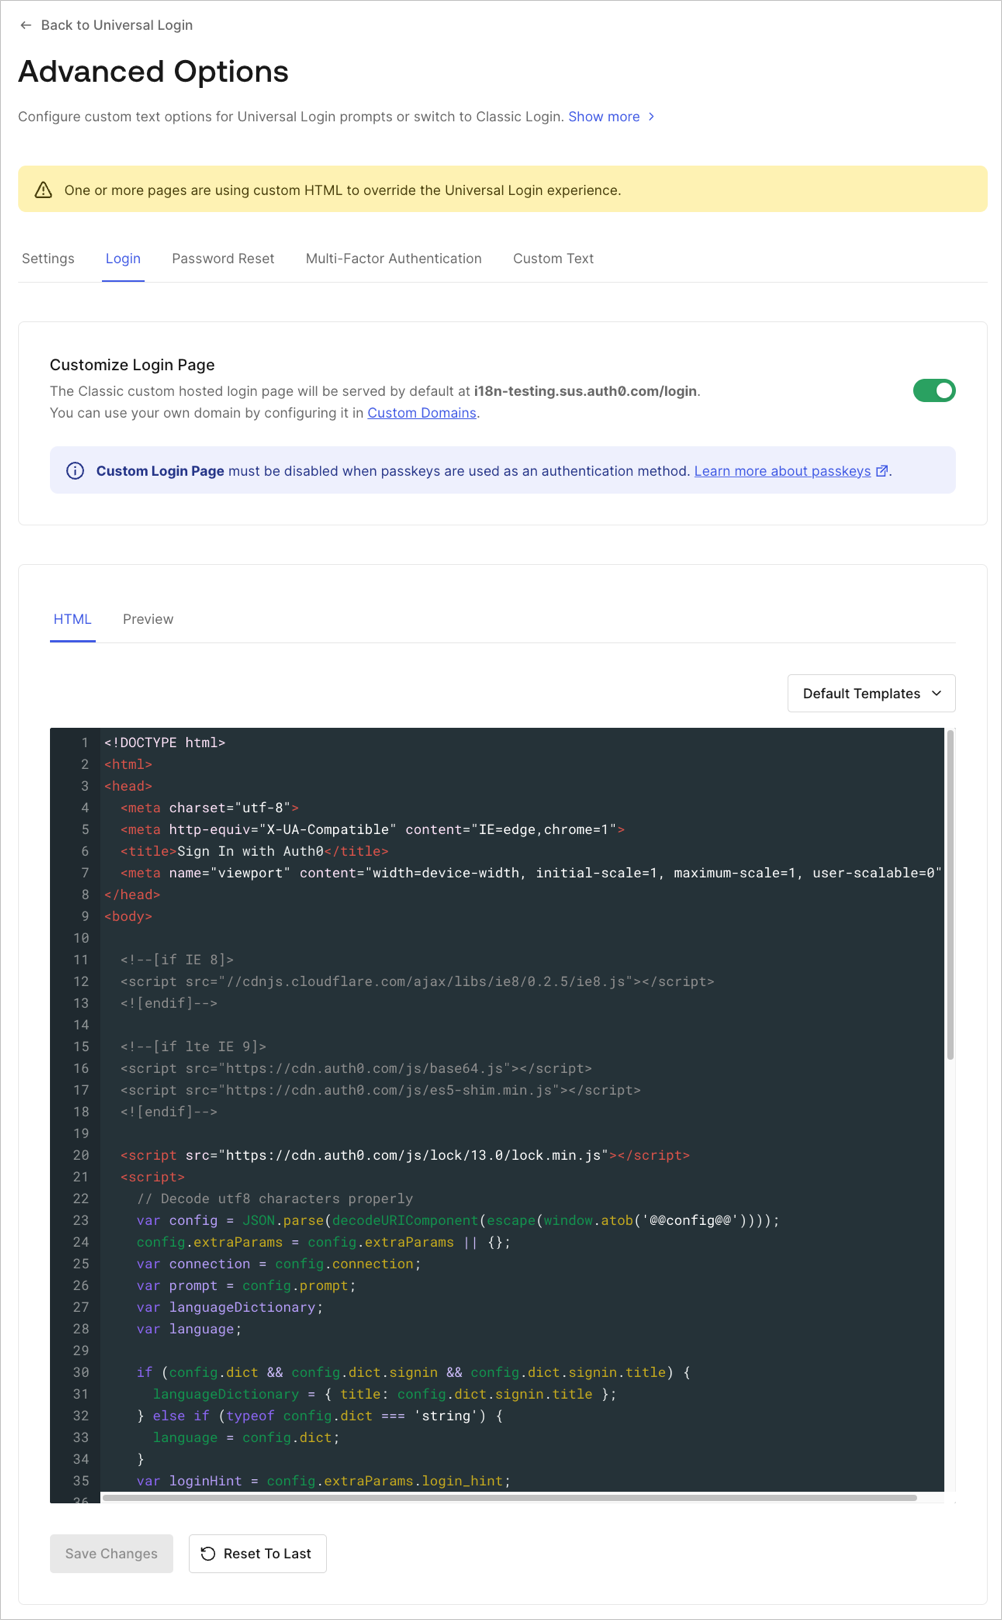 ← Back to Universal Login
Advanced Options
Configure custom text options for Universal Login prompts or switch to Classic Login. Show more >
One or more pages are using custom HTML to override the Universal Login experience.
Settings Login Password Reset Multi-Factor Authentication Custom Text
Customize Login Page
The Classic custom hosted login page will be served by default at i18n-testing.sus.auth0.com/login.
You can use your own domain by configuring it in Custom Domains.
Custom Login Page must be disabled when passkeys are used as an authentication method. Learn more about passkeys.
HTML Preview
Default Templates
1 <!DOCTYPE html>
2 <html>
3 <head>
4   <meta charset="utf-8">
5   <meta http-equiv="X-UA-Compatible" content="IE=edge,chrome=1">
6   <title>Sign In with Auth0</title>
7   <meta name="viewport" content="width=device-width, initial-scale=1, maximum-scale=1, user-scalable=0"
8 </head>
9 <body>
10
11   <!--[if IE 8]>
12   <script src="//cdnjs.cloudflare.com/ajax/libs/ie8/0.2.5/ie8.js"></script>
13   <![endif]-->
14
15   <!--[if lte IE 9]>
16   <script src="https://cdn.auth0.com/js/base64.js"></script>
17   <script src="https://cdn.auth0.com/js/es5-shim.min.js"></script>
18   <![endif]-->
19
20   <script src="https://cdn.auth0.com/js/lock/13.0/lock.min.js"></script>
21   <script>
22     // Decode utf8 characters properly
23     var config = JSON.parse(decodeURIComponent(escape(window.atob('@@config@@'))));
24     config.extraParams = config.extraParams || {};
25     var connection = config.connection;
26     var prompt = config.prompt;
27     var languageDictionary;
28     var language;
29
30     if (config.dict && config.dict.signin && config.dict.signin.title) {
31       languageDictionary = { title: config.dict.signin.title };
32     } else if (typeof config.dict === 'string') {
33       language = config.dict;
34     }
35     var loginHint = config.extraParams.login_hint;
36
Save Changes Reset To Last